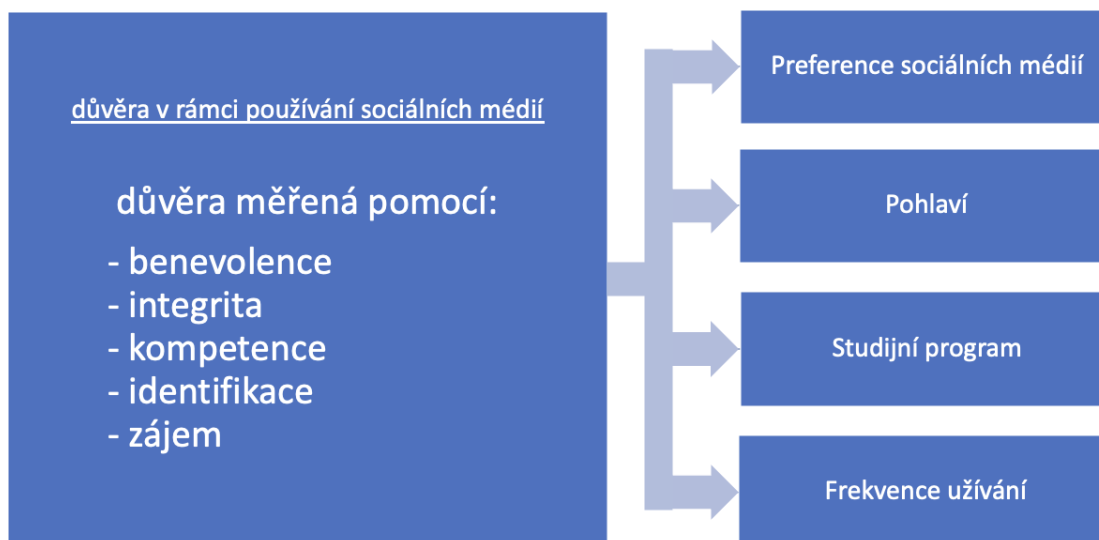 důvěra v rámci používání sociálních médií
důvěra měřená pomocí:
- benevolence
- integrita
- kompetence
- identifikace
- zájem
Preference sociálních médií
Pohlaví
Studijní program
Frekvence užívání